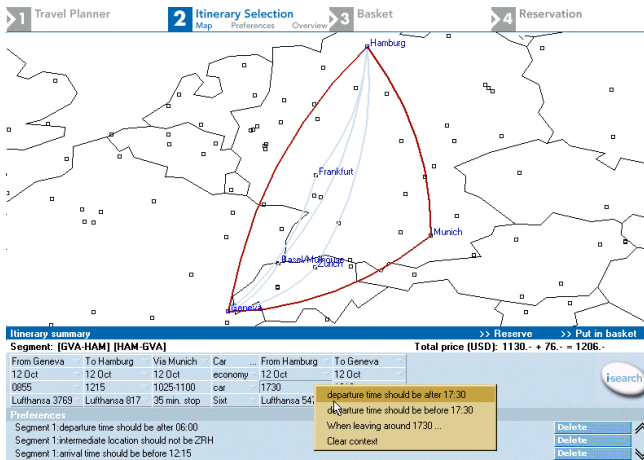 1 Travel Planner
2 Itinerary Selection
Map Preferences Overview
3 Basket
4 Reservation
Hamburg
Frankfurt
Munich
Basel/Mulhouse
Zurich
Geneva
Itinerary summary >> Reserve >> Put in basket
Segment: [GVA-HAM] [HAM-GVA] Total price (USD): 1130.- + 76.- = 1206.-
From Geneva To Hamburg Via Munich Car ... From Hamburg To Geneva
12 Oct 12 Oct 12 Oct economy 12 Oct 12 Oct
0855 1215 1025-1100 car 1730
Lufthansa 3769 Lufthansa 817 35 min. stop Sixt Lufthansa
isearch
departure time should be after 17:30
departure time should be before 17:30
When leaving around 1730 ...
Clear context
Preferences
Segment 1:departure time should be after 06:00 Delete
Segment 1:intermediate location should not be ZRH Delete
Segment 1:arrival time should be before 12:15 Delete